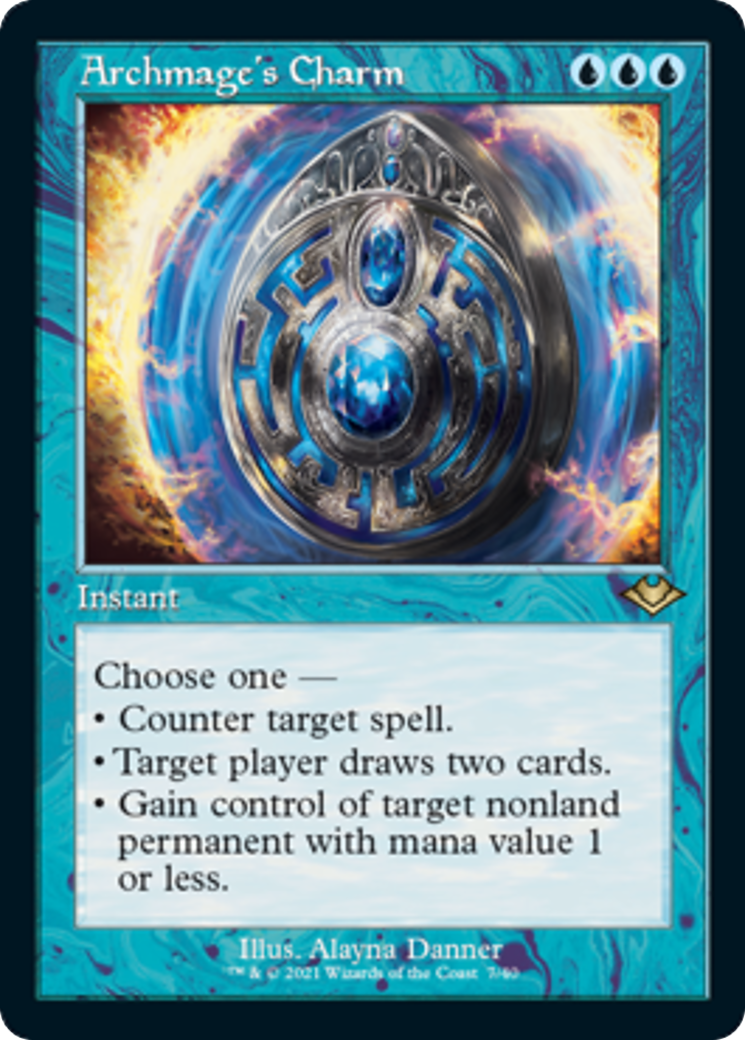 Archmage's Charm
Instant
Choose one —
• Counter target spell.
• Target player draws two cards.
• Gain control of target nonland
permanent with mana value 1
or less.
Illus. Alayna Danner
™ & © 2021 Wizards of the Coast 7/40